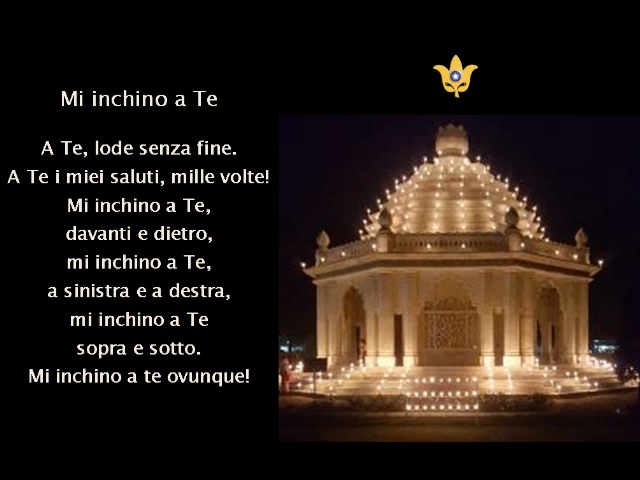 Mi inchino a Te
A Te, lode senza fine.
A Te i miei saluti, mille volte!
Mi inchino a Te,
davanti e dietro,
mi inchino a Te,
a sinistra e a destra,
mi inchino a Te
sopra e sotto.
Mi inchino a te ovunque!